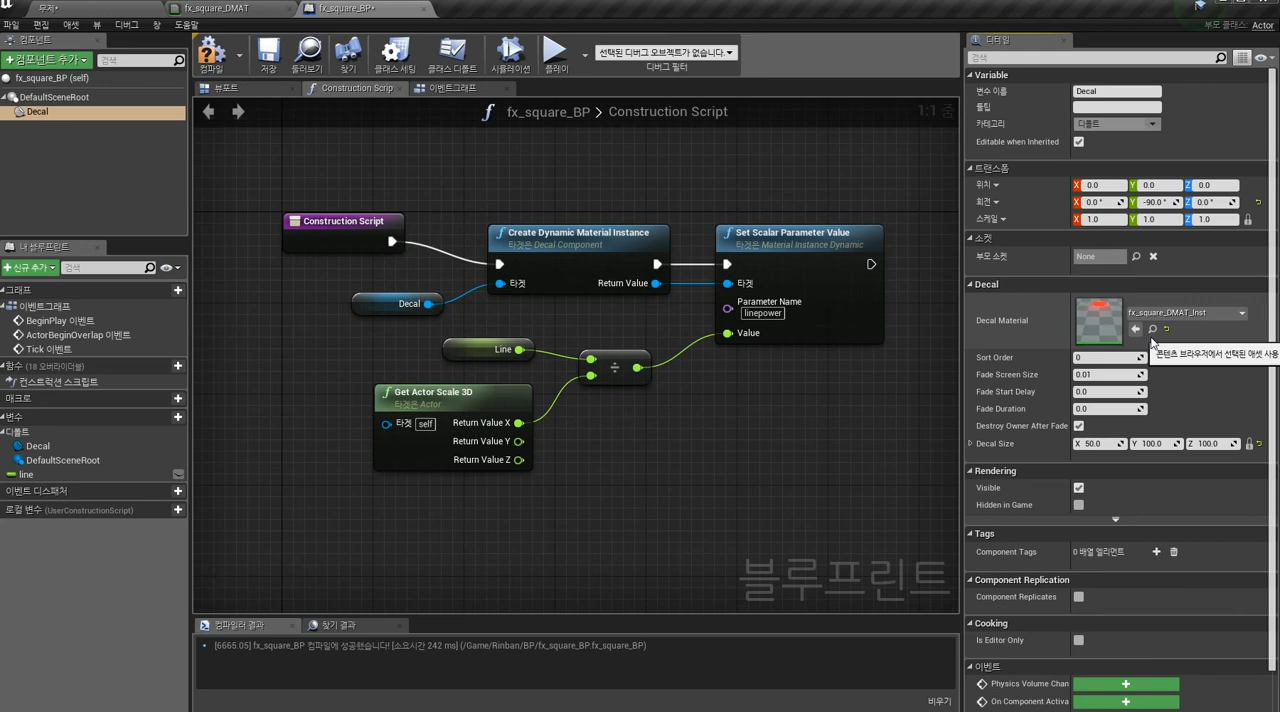 무저*
fx_square_DMAT
fx_square_BP*
파일 편집 애셋 뷰 디버그 창 도움말
부모 클래스: Actor
컴포넌트
+컴포넌트 추가
검색
fx_square_BP (self)
DefaultSceneRoot
Decal
컴파일
저장
둘러보기
찾기
클래스 세팅
클래스 디폴트
시뮬레이션
플레이
선택된 디버그 오브젝트가 없습니다.
디버그 필터
뷰포트
Construction Scrip
이벤트그래프
fx_square_BP > Construction Script
1:1 줌
Construction Script
Create Dynamic Material Instance
타겟은 Decal Component
타겟
Return Value
Set Scalar Parameter Value
타겟은 Material Instance Dynamic
타겟
Parameter Name
linepower
Value
Decal
Line
÷
Get Actor Scale 3D
타겟은 Actor
타겟 self
Return Value X
Return Value Y
Return Value Z
블루프린트
내 블루프린트
+신규 추가
검색
그래프
이벤트그래프
BeginPlay 이벤트
ActorBeginOverlap 이벤트
Tick 이벤트
함수 (18 오버라이더블)
컨스트럭션 스크립트
매크로
변수
디폴트
Decal
DefaultSceneRoot
line
이벤트 디스패처
로컬 변수 (UserConstructionScript)
컴파일러 결과
찾기 결과
[6665.05] fx_square_BP 컴파일에 성공했습니다! [소요시간 242 ms] (/Game/Rinban/BP/fx_square_BP.fx_square_BP)
비우기
디테일
검색
Variable
변수 이름 Decal
툴팁
카테고리 디폴트
Editable when Inherited
트랜스폼
위치 X 0.0 Y 0.0 Z 0.0
회전 X 0.0 ° Y -90.0 ° Z 0.0 °
스케일 X 1.0 Y 1.0 Z 1.0
소켓
부모 소켓 None
Decal
Decal Material
fx_square_DMAT_Inst
콘텐츠 브라우저에서 선택된 애셋 사용
Sort Order 0
Fade Screen Size 0.01
Fade Start Delay 0.0
Fade Duration 0.0
Destroy Owner After Fade
Decal Size X 50.0 Y 100.0 Z 100.0
Rendering
Visible
Hidden in Game
Tags
Component Tags 0 배열 엘리먼트
Component Replication
Component Replicates
Cooking
Is Editor Only
이벤트
Physics Volume Chan
On Component Activa